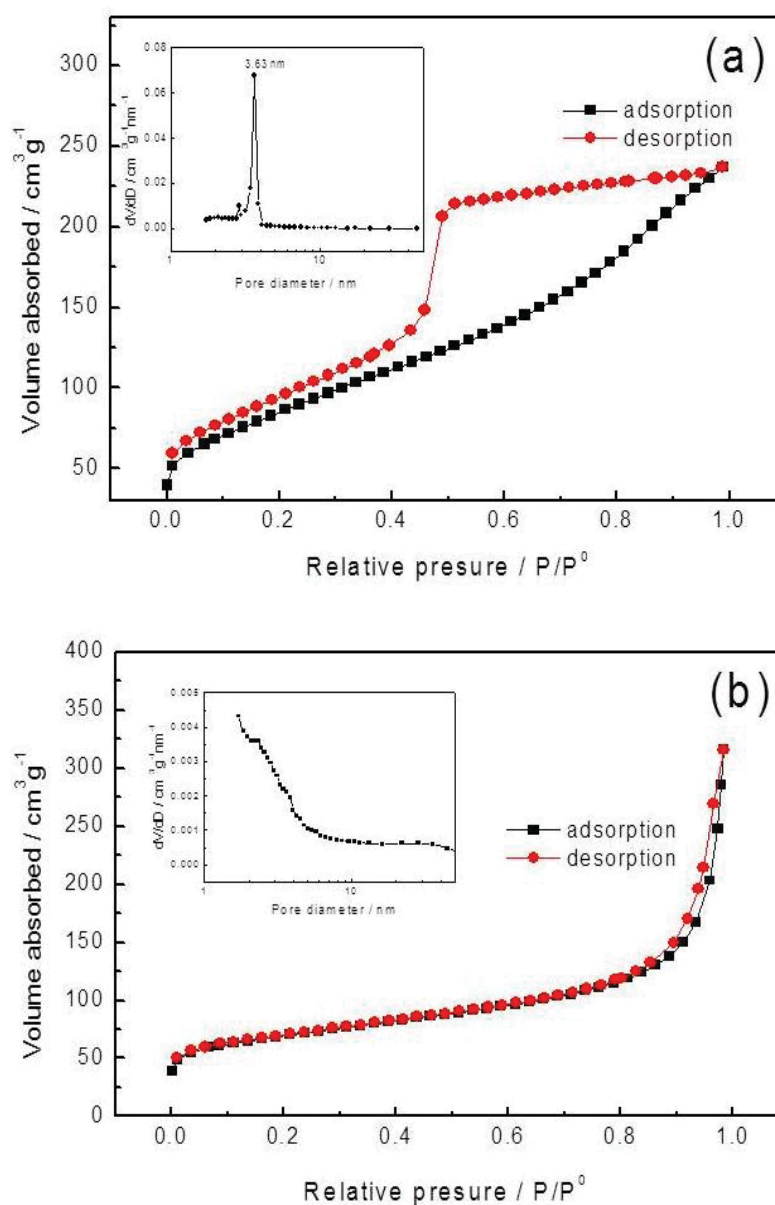 (a)
adsorption
desorption
3.63 nm
0.08
0.06
0.04
0.02
0.00
dV/dD / cm³g⁻¹nm⁻¹
1 10
Pore diameter / nm
300
250
200
150
100
50
Volume absorbed / cm³g⁻¹
0.0 0.2 0.4 0.6 0.8 1.0
Relative presure / P/P⁰
(b)
adsorption
desorption
0.005
0.004
0.003
0.002
0.001
0.000
dV/dD / cm³g⁻¹nm⁻¹
1 10
Pore diameter / nm
400
350
300
250
200
150
100
50
0
Volume absorbed / cm³g⁻¹
0.0 0.2 0.4 0.6 0.8 1.0
Relative presure / P/P⁰